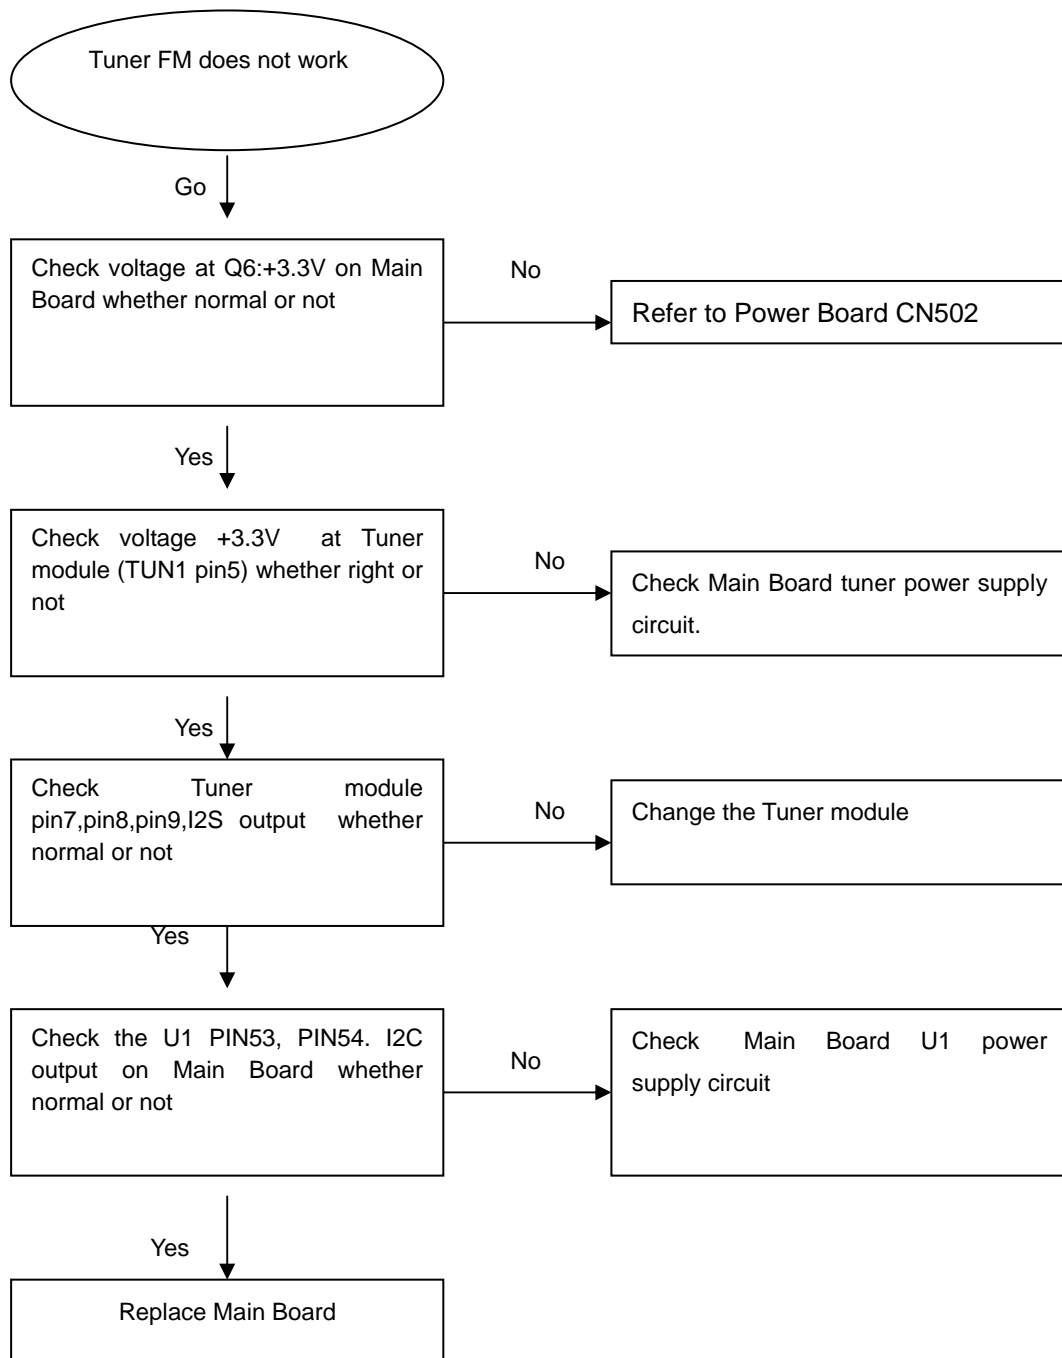 Tuner FM does not work
Go
Check voltage at Q6:+3.3V on Main
Board whether normal or not
No
Refer to Power Board CN502
Yes
Check voltage +3.3V at Tuner
module (TUN1 pin5) whether right or
not
No
Check Main Board tuner power supply
circuit.
Yes
Check Tuner module
pin7,pin8,pin9,I2S output whether
normal or not
No
Change the Tuner module
Yes
Check the U1 PIN53, PIN54. I2C
output on Main Board whether
normal or not
No
Check Main Board U1 power
supply circuit
Yes
Replace Main Board